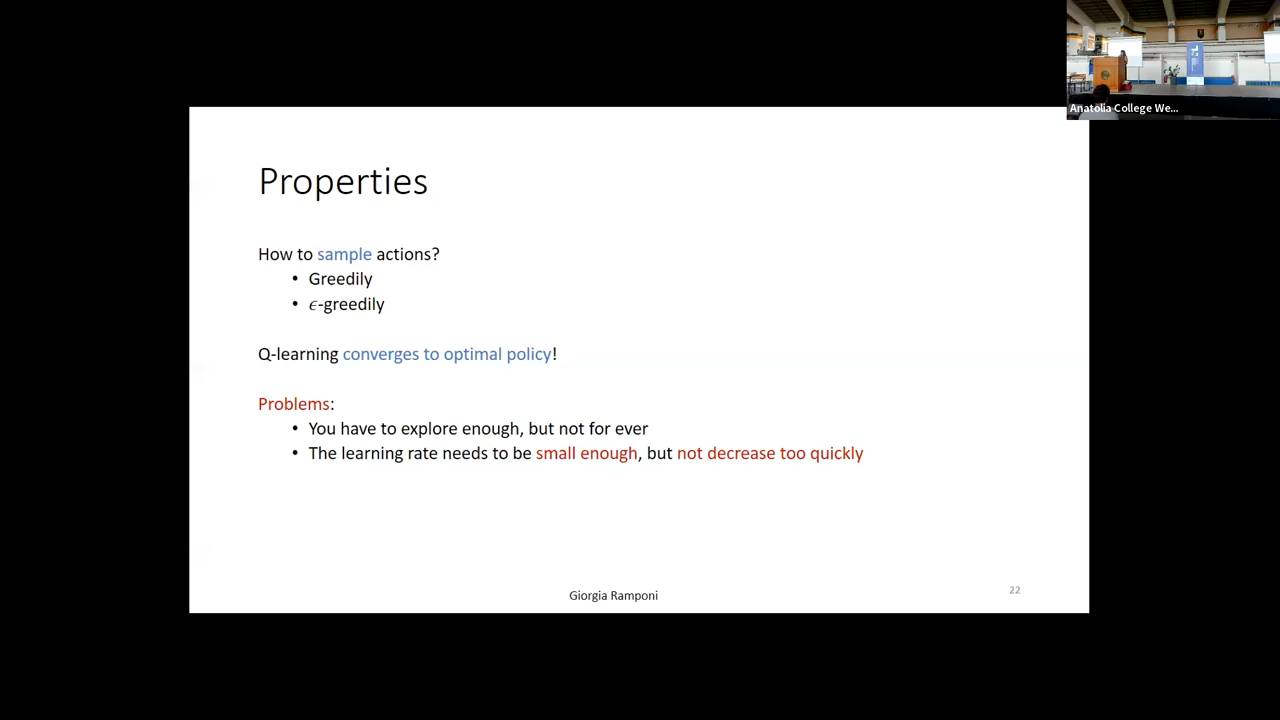 Anatolia College We...
Properties
How to sample actions?
• Greedily
• ϵ-greedily
Q-learning converges to optimal policy!
Problems:
• You have to explore enough, but not for ever
• The learning rate needs to be small enough, but not decrease too quickly
Giorgia Ramponi
22